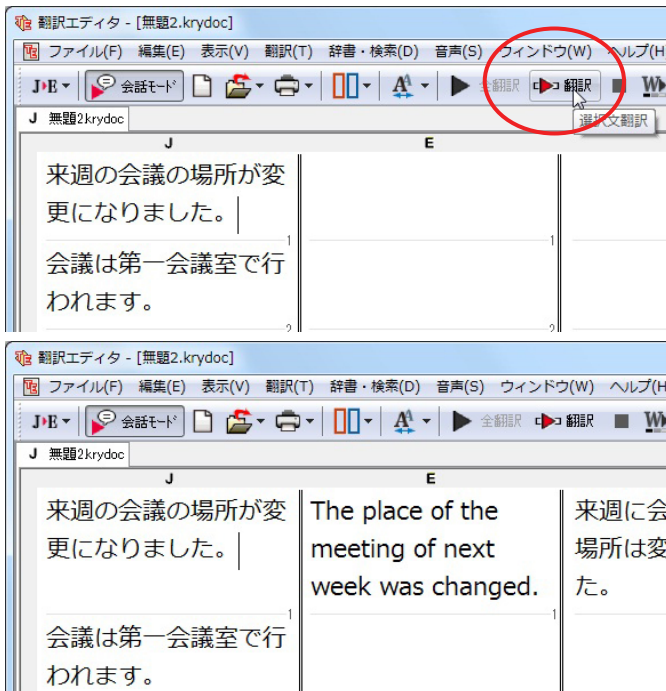 翻訳エディタ - [無題2.krydoc]
ファイル(F) 編集(E) 表示(V) 翻訳(T) 辞書・検索(D) 音声(S) ウィンドウ(W) ヘルプ(H
J▸E 会話モード 全翻訳 翻訳 W
J 無題2krydoc
選択文翻訳
J E
来週の会議の場所が変
更になりました。
1 1
会議は第一会議室で行
われます。
2 2
翻訳エディタ - [無題2.krydoc]
ファイル(F) 編集(E) 表示(V) 翻訳(T) 辞書・検索(D) 音声(S) ウィンドウ(W) ヘルプ(H
J▸E 会話モード 全翻訳 翻訳 W
J 無題2krydoc
J E
来週の会議の場所が変 The place of the 来週に会
更になりました。 meeting of next 場所は変
week was changed. た。
1 1
会議は第一会議室で行
われます。